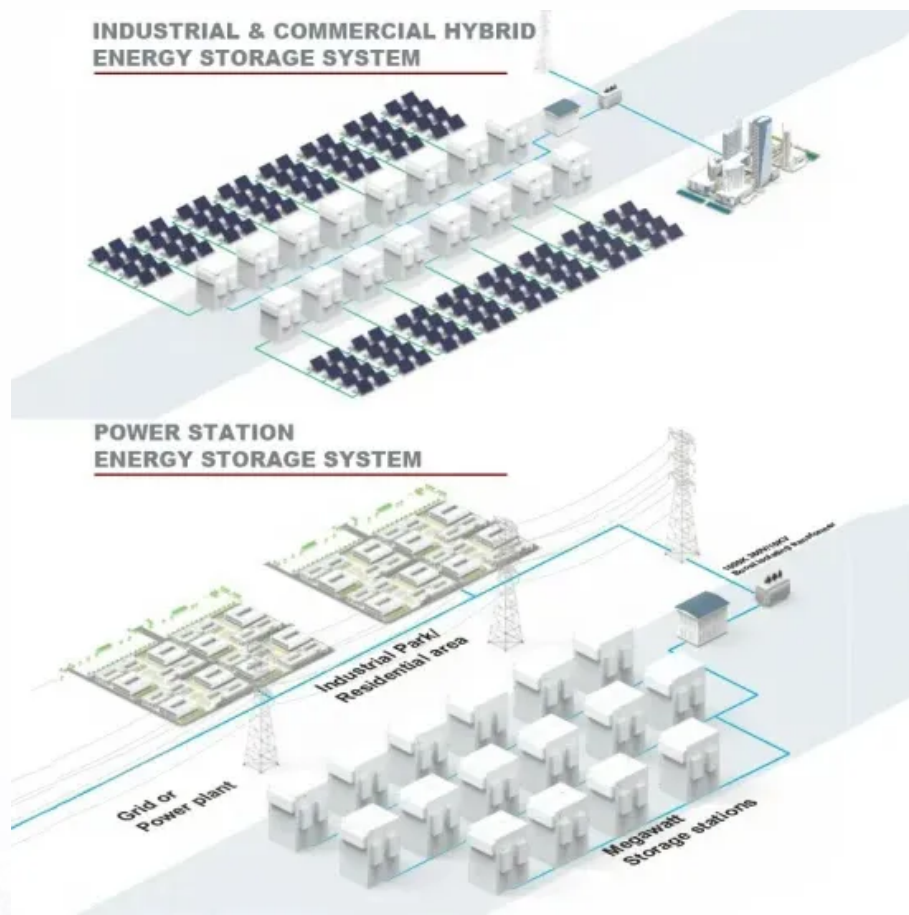 INDUSTRIAL & COMMERCIAL HYBRID
ENERGY STORAGE SYSTEM
POWER STATION
ENERGY STORAGE SYSTEM
Industrial Park/
Residential area
Grid or
Power plant
Megawatt
Storage stations